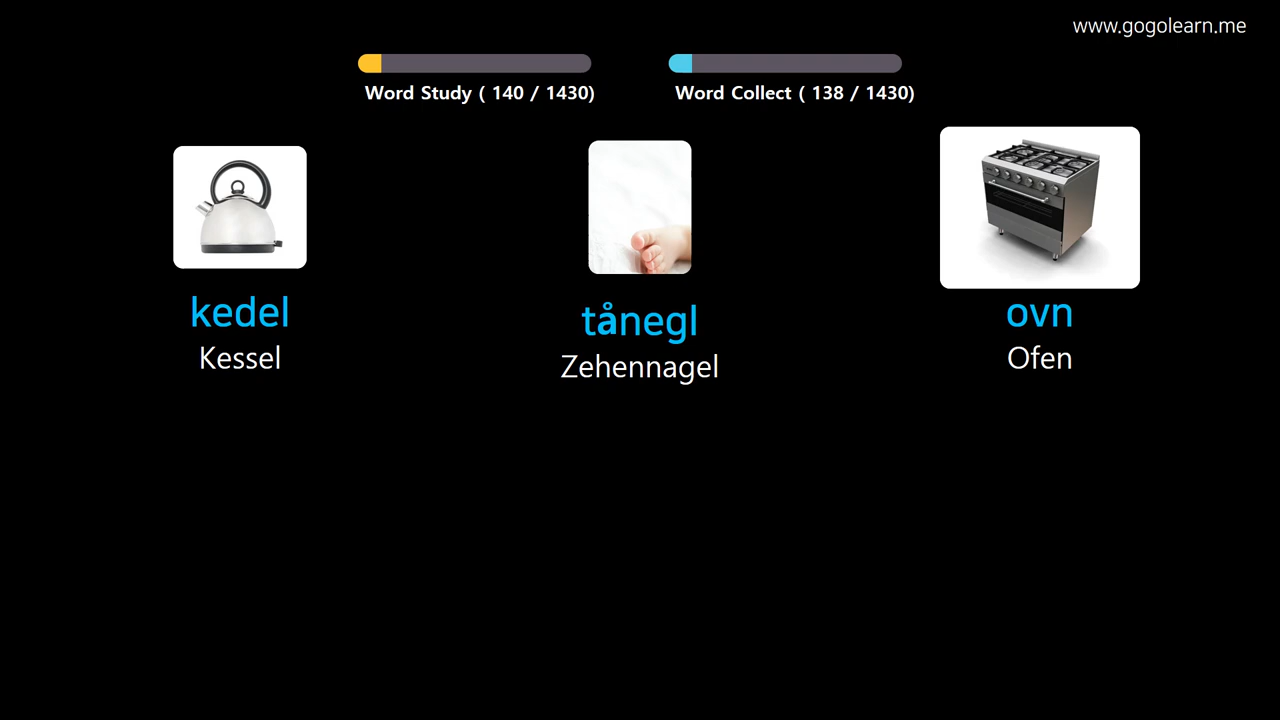 www.gogolearn.me
Word Study ( 140 / 1430)
Word Collect ( 138 / 1430)
kedel
Kessel
tånegl
Zehennagel
ovn
Ofen